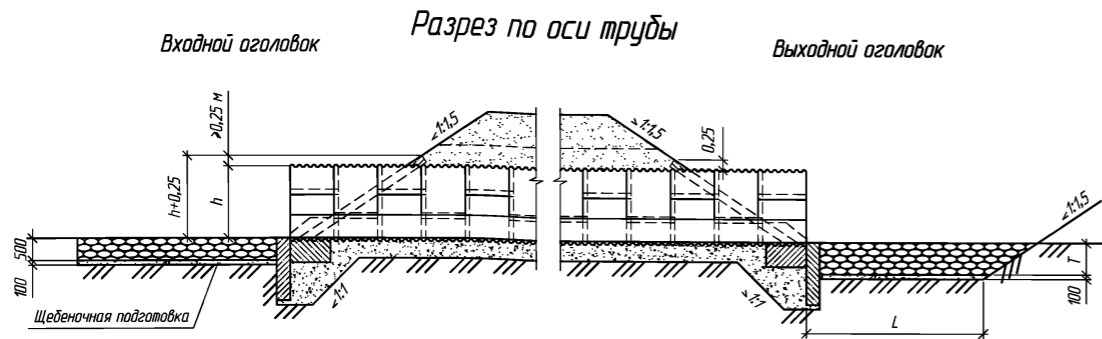 Разрез по оси трубы
Входной оголовок
Выходной оголовок
≥0,25 м
h+0,25
h
<1:1,5
>1:1,5
0,25
<1:1,5
500
100
Щебеночная подготовка
<1:1
>1:1
T
100
L